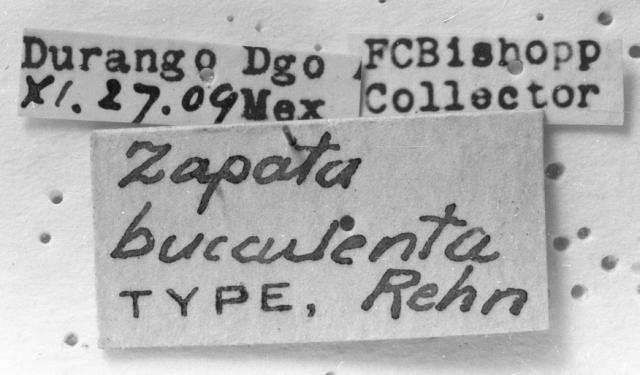 Durango Dgo,
XI.27.09 Mex
FCBishopp
Collector
Zapata
bucculenta
TYPE, Rehn